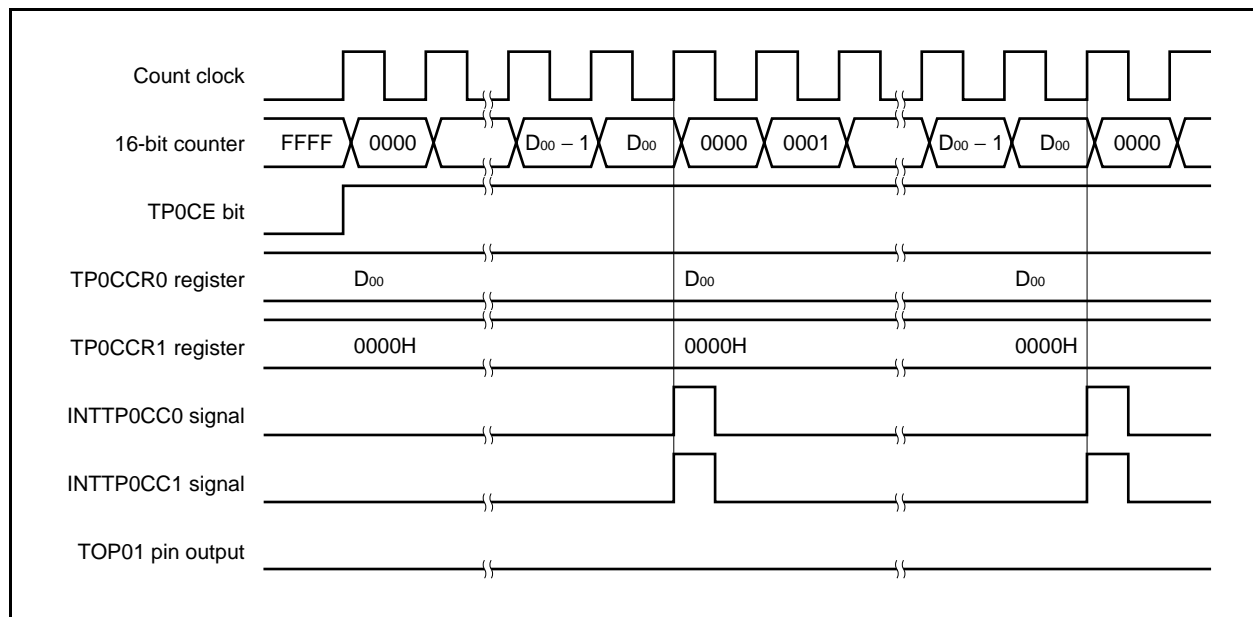 Count clock
16-bit counter FFFF 0000 D00 – 1 D00 0000 0001 D00 – 1 D00 0000
TP0CE bit
TP0CCR0 register D00 D00 D00
TP0CCR1 register 0000H 0000H 0000H
INTTP0CC0 signal
INTTP0CC1 signal
TOP01 pin output